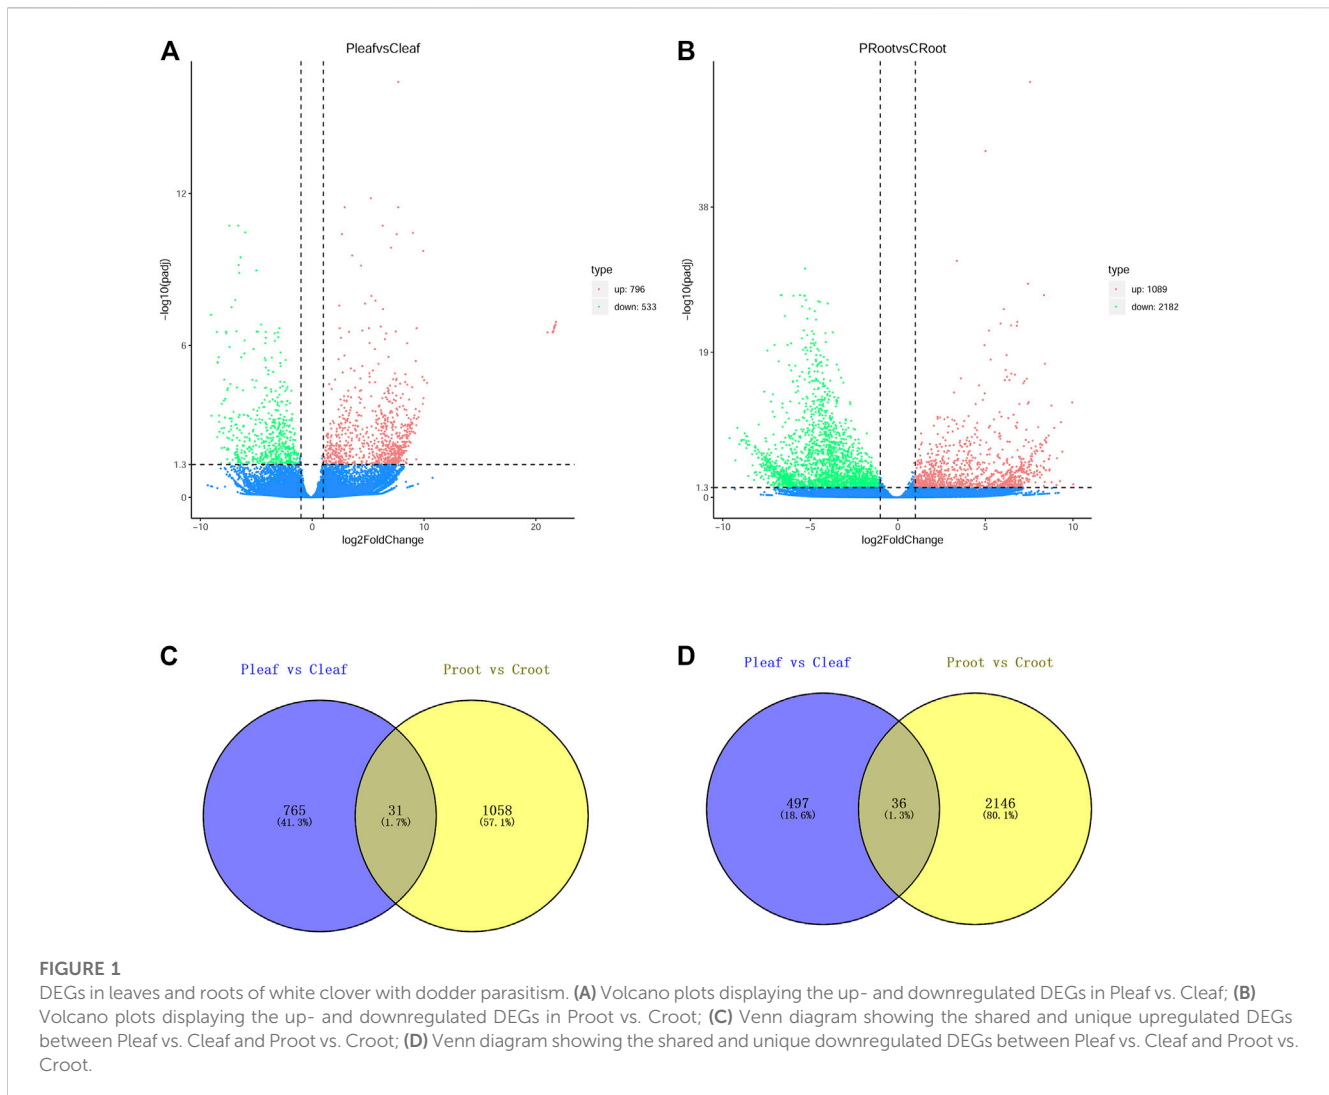 A
PleafvsCleaf
12
6
1.3
0
−log10(padj)
−10
0
10
20
log2FoldChange
type
up: 796
down: 533
B
PRootvsCRoot
38
19
1.3
0
−log10(padj)
−10
−5
0
5
10
log2FoldChange
type
up: 1089
down: 2182
C
Pleaf vs Cleaf
Proot vs Croot
765
(41.3%)
31
(1.7%)
1058
(57.1%)
D
Pleaf vs Cleaf
Proot vs Croot
497
(18.6%)
36
(1.3%)
2146
(80.1%)
FIGURE 1
DEGs in leaves and roots of white clover with dodder parasitism. (A) Volcano plots displaying the up- and downregulated DEGs in Pleaf vs. Cleaf; (B)
Volcano plots displaying the up- and downregulated DEGs in Proot vs. Croot; (C) Venn diagram showing the shared and unique upregulated DEGs
between Pleaf vs. Cleaf and Proot vs. Croot; (D) Venn diagram showing the shared and unique downregulated DEGs between Pleaf vs. Cleaf and Proot vs.
Croot.